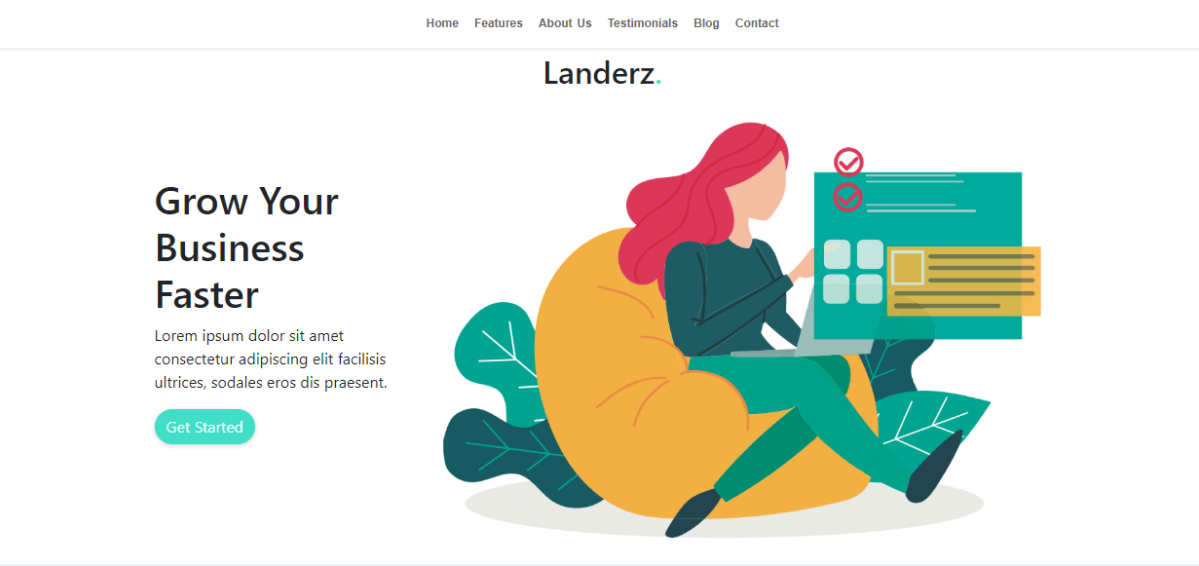 Home Features About Us Testimonials Blog Contact
Landerz.
Grow Your
Business
Faster
Lorem ipsum dolor sit amet
consectetur adipiscing elit facilisis
ultrices, sodales eros dis praesent.
Get Started